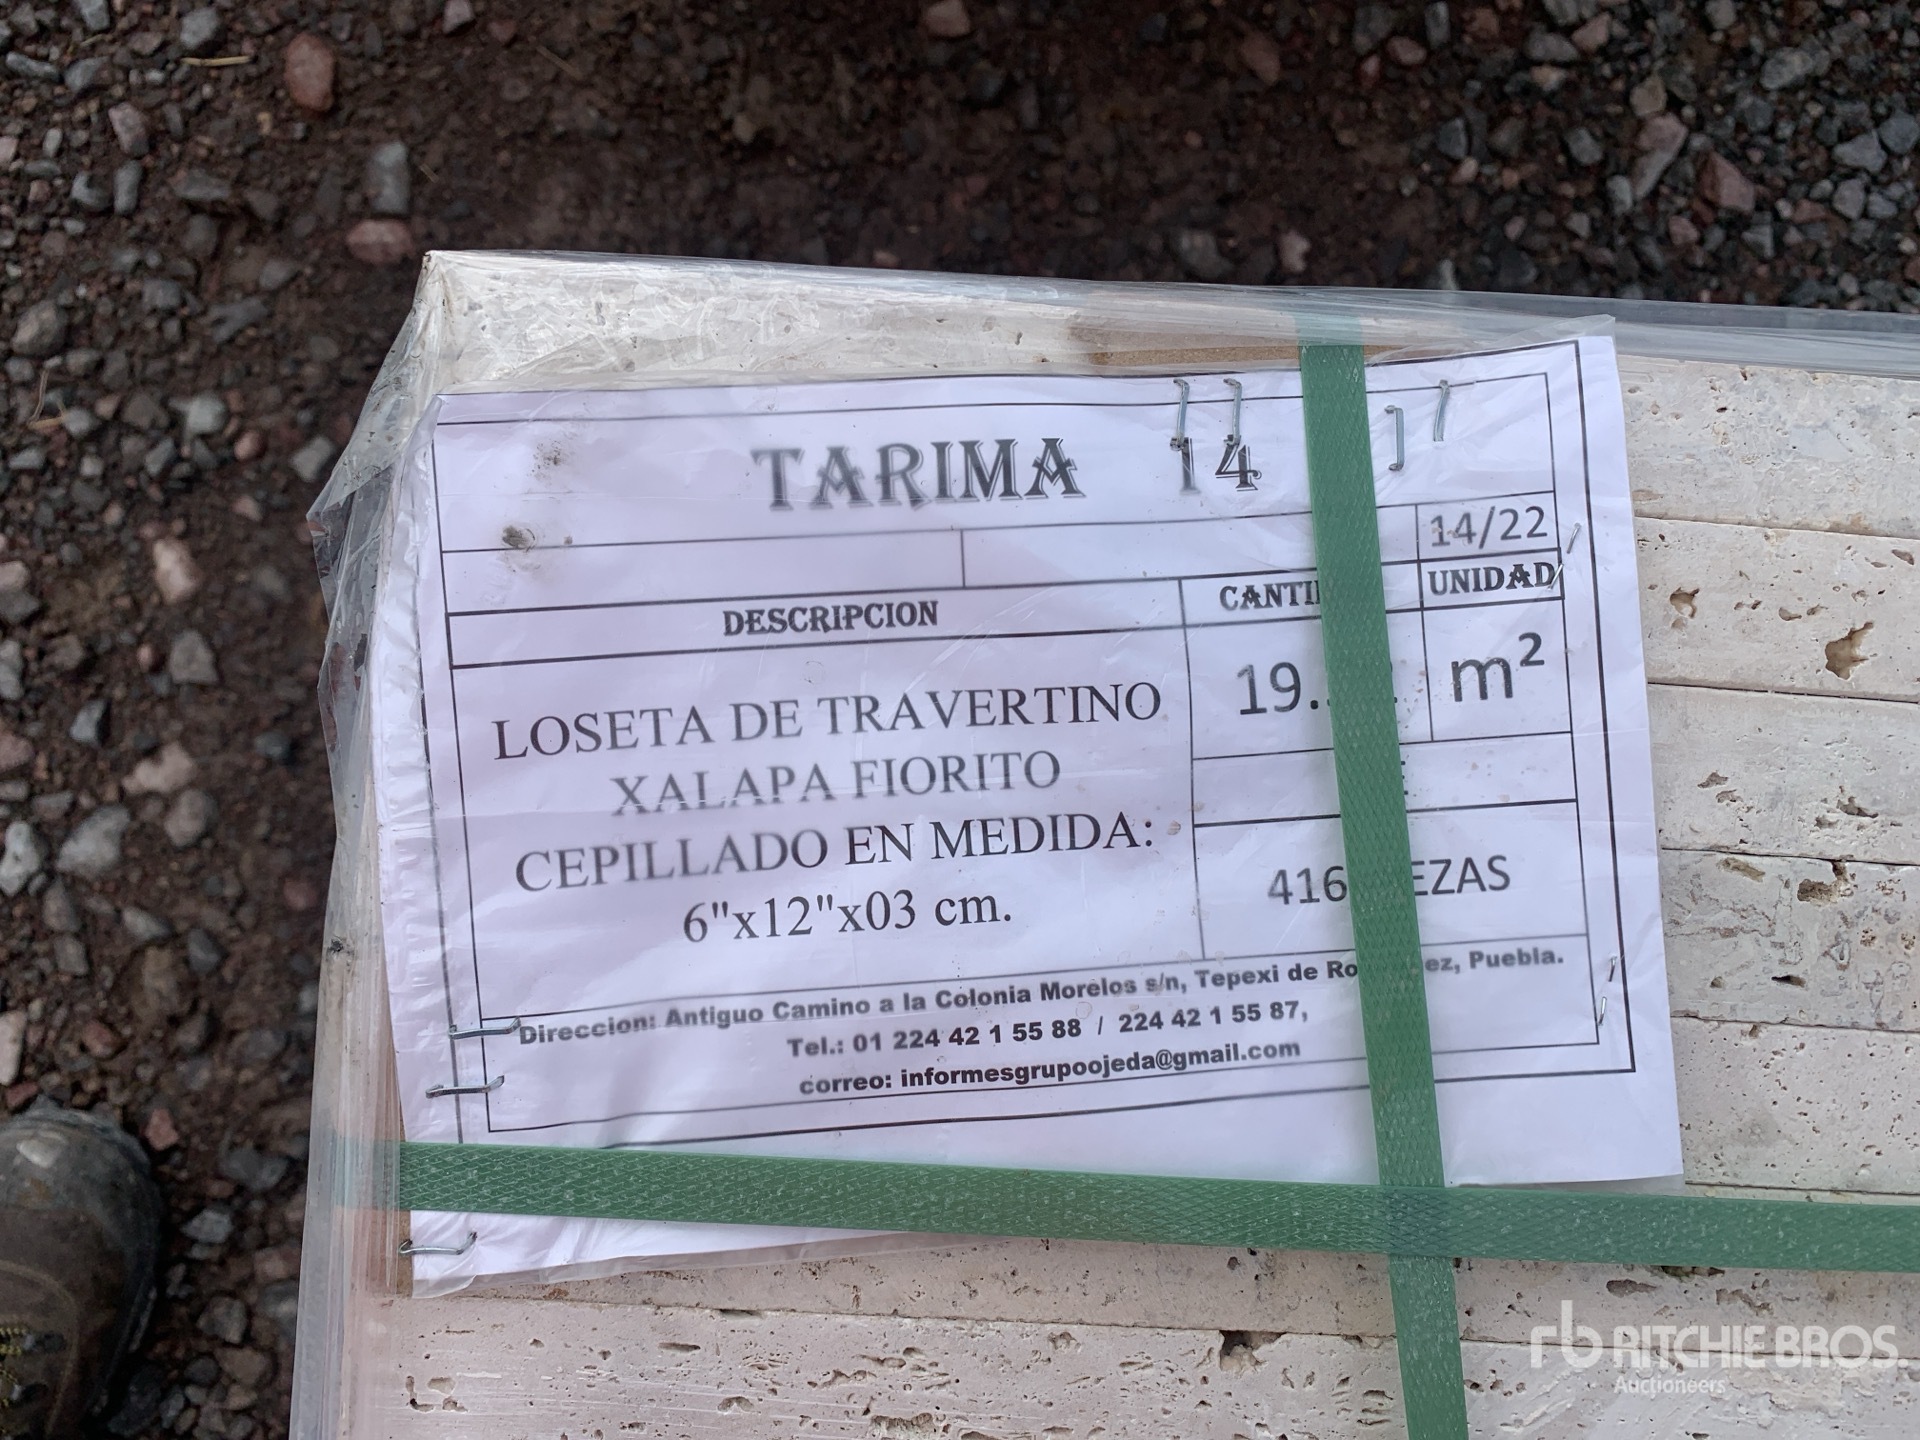 TARIMA 14
14/22
DESCRIPCION
UNIDAD
LOSETA DE TRAVERTINO
XALAPA FIORITO
CEPILLADO EN MEDIDA:
6"x12"x03 cm.
m²
416
Direccion: Antiguo Camino a la Colonia Morelos s/n, Tepexi de Puebla.
Tel.: 01 224 42 1 55 88 / 224 42 1 55 87,
correo: informesgrupoojeda@gmail.com
rb RITCHIE BROS.
Auctioneers